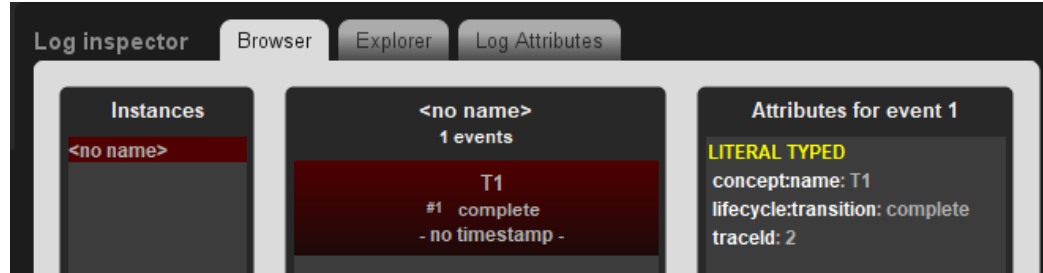 Log inspector Browser Explorer Log Attributes
Instances
<no name>
<no name>
1 events
T1
#1 complete
- no timestamp -
Attributes for event 1
LITERAL TYPED
concept:name: T1
lifecycle:transition: complete
traceId: 2